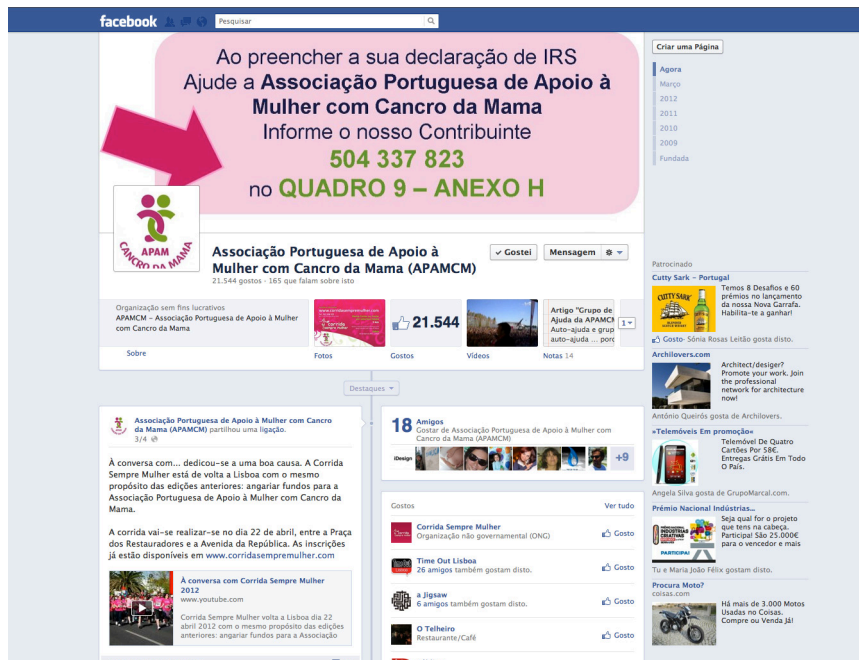 facebook
Pesquisar
Ao preencher a sua declaração de IRS
Ajude a Associação Portuguesa de Apoio à
Mulher com Cancro da Mama
Informe o nosso Contribuinte
504 337 823
no QUADRO 9 – ANEXO H
APAM
CANCRO DA MAMA
Associação Portuguesa de Apoio à
Mulher com Cancro da Mama (APAMCM)
21.544 gostos · 165 que falam sobre isto
Gostei
Mensagem
Organização sem fins lucrativos
APAMCM – Associação Portuguesa de Apoio à Mulher
com Cancro da Mama
Sobre
www.corridasempremulher.com
Fotos
21.544
Gostos
Vídeos
Artigo "Grupo de
Ajuda da APAMCM
Auto-ajuda e grup
auto-ajuda ... porq
Notas 14
1
Destaques
Associação Portuguesa de Apoio à Mulher com Cancro
da Mama (APAMCM) partilhou uma ligação.
3/4
À conversa com... dedicou-se a uma boa causa. A Corrida
Sempre Mulher está de volta a Lisboa com o mesmo
propósito das edições anteriores: angariar fundos para a
Associação Portuguesa de Apoio à Mulher com Cancro da
Mama.
A corrida vai-se realizar-se no dia 22 de abril, entre a Praça
dos Restauradores e a Avenida da República. As inscrições
já estão disponíveis em www.corridasempremulher.com
À conversa com Corrida Sempre Mulher
2012
www.youtube.com
Corrida Sempre Mulher volta a Lisboa dia 22
abril 2012 com o mesmo propósito das edições
anteriores: angariar fundos para a Associação
18 Amigos
Gostar de Associação Portuguesa de Apoio à Mulher com
Cancro da Mama (APAMCM)
iDesign
+9
Gostos
Ver tudo
Corrida Sempre Mulher
Organização não governamental (ONG)
Gosto
Time Out Lisboa
26 amigos também gostam disto.
Gosto
a Jigsaw
6 amigos também gostam disto.
Gosto
O Telheiro
Restaurante/Café
Gosto
Criar uma Página
Agora
Março
2012
2011
2010
2009
Fundada
Patrocinado
Cutty Sark – Portugal
CUTTY SARK
Temos 8 Desafios e 60
prémios no lançamento
da nossa Nova Garrafa.
Habilita-te a ganhar!
Gosto · Sónia Rosas Leitão gosta disto.
Archilovers.com
Architect/desiger?
Promote your work. Join
the professional
network for architecture
now!
António Queirós gosta de Archilovers.
«Telemóveis Em promoção»
Telemóvel De Quatro
Cartões Por 58€.
Entregas Grátis Em Todo
O País.
Angela Silva gosta de GrupoMarcal.com.
Prémio Nacional Indústrias...
INDÚSTRIAS
CRIATIVAS
PARTICIPA!
Seja qual for o projeto
que tens na cabeça.
Participa! São 25.000€
para o vencedor e mais
Tu e Maria João Félix gostam disto.
Procura Moto?
coisas.com
Há mais de 3.000 Motos
Usadas no Coisas.
Compre ou Venda Já!